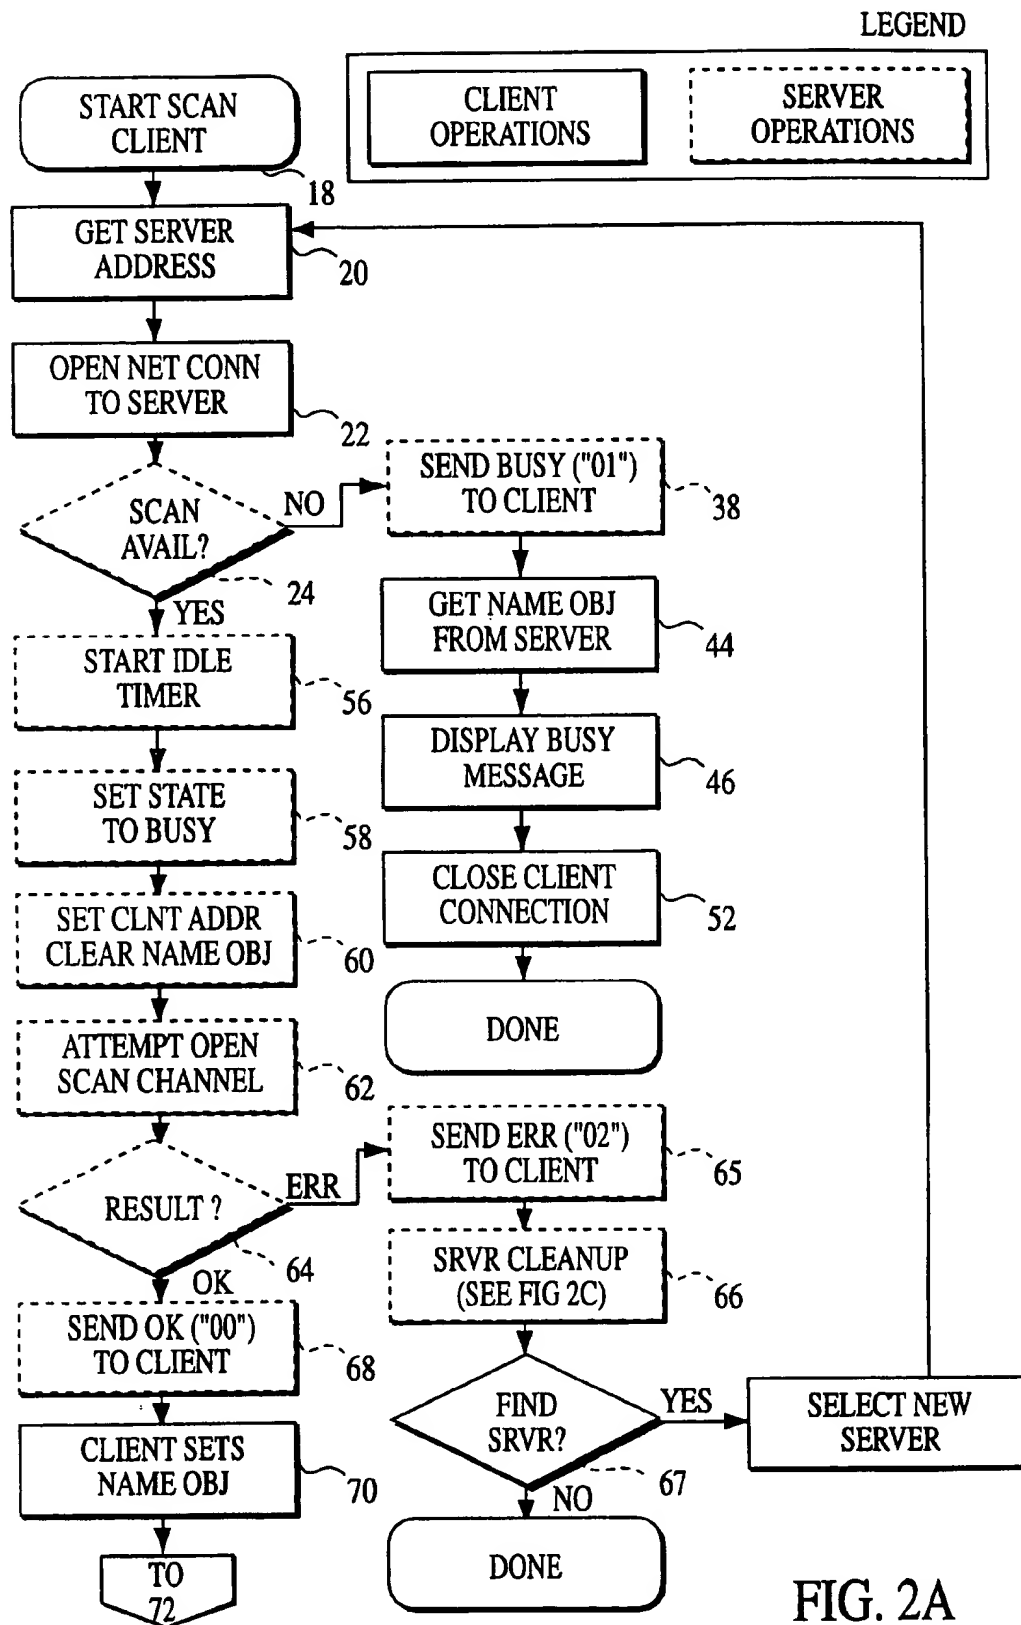 LEGEND
CLIENT
OPERATIONS
SERVER
OPERATIONS
START SCAN
CLIENT
18
GET SERVER
ADDRESS
20
OPEN NET CONN
TO SERVER
22
SCAN
AVAIL?
24
NO
YES
SEND BUSY ("01")
TO CLIENT
38
GET NAME OBJ
FROM SERVER
44
DISPLAY BUSY
MESSAGE
46
CLOSE CLIENT
CONNECTION
52
DONE
START IDLE
TIMER
56
SET STATE
TO BUSY
58
SET CLNT ADDR
CLEAR NAME OBJ
60
ATTEMPT OPEN
SCAN CHANNEL
62
RESULT ?
64
ERR
OK
SEND ERR ("02")
TO CLIENT
65
SRVR CLEANUP
(SEE FIG 2C)
66
FIND
SRVR?
67
YES
NO
SELECT NEW
SERVER
DONE
SEND OK ("00")
TO CLIENT
68
CLIENT SETS
NAME OBJ
70
TO
72
FIG. 2A